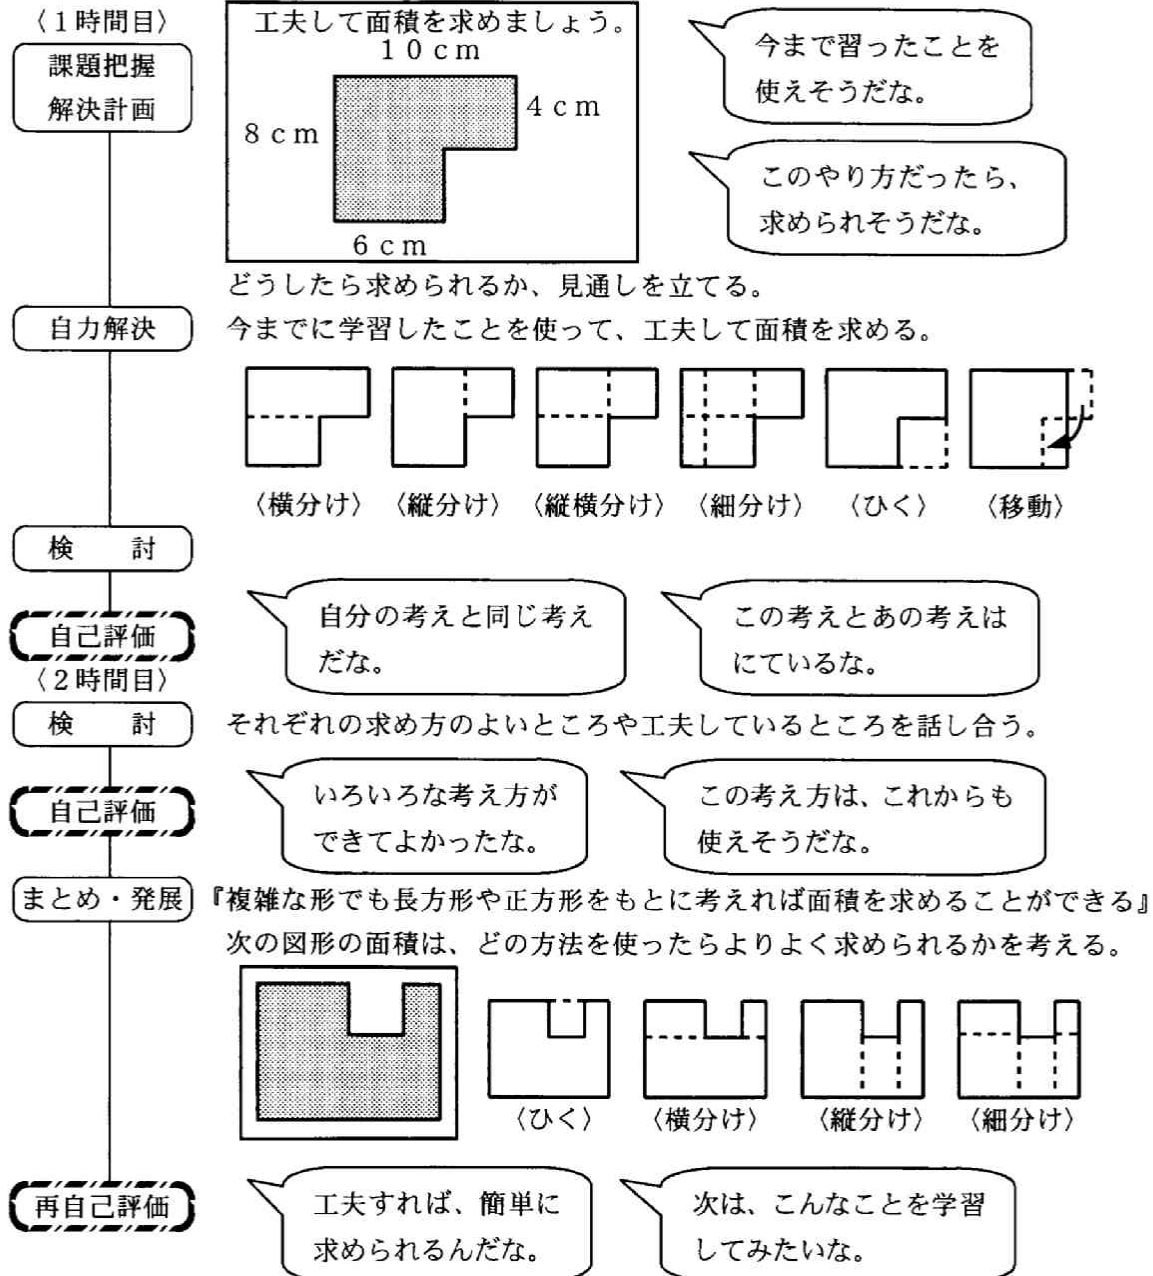 〈１時間目〉
課題把握
解決計画
工夫して面積を求めましょう。
１０ｃｍ
４ｃｍ
８ｃｍ
６ｃｍ
今まで習ったことを
使えそうだな。
このやり方だったら、
求められそうだな。
どうしたら求められるか、見通しを立てる。
自力解決
今までに学習したことを使って、工夫して面積を求める。
〈横分け〉 〈縦分け〉 〈縦横分け〉 〈細分け〉 〈ひく〉 〈移動〉
検　討
自己評価
自分の考えと同じ考え
だな。
この考えとあの考えは
にているな。
〈２時間目〉
検　討
それぞれの求め方のよいところや工夫しているところを話し合う。
自己評価
いろいろな考え方が
できてよかったな。
この考え方は、これからも
使えそうだな。
まとめ・発展
『複雑な形でも長方形や正方形をもとに考えれば面積を求めることができる』
次の図形の面積は、どの方法を使ったらよりよく求められるかを考える。
〈ひく〉 〈横分け〉 〈縦分け〉 〈細分け〉
再自己評価
工夫すれば、簡単に
求められるんだな。
次は、こんなことを学習
してみたいな。